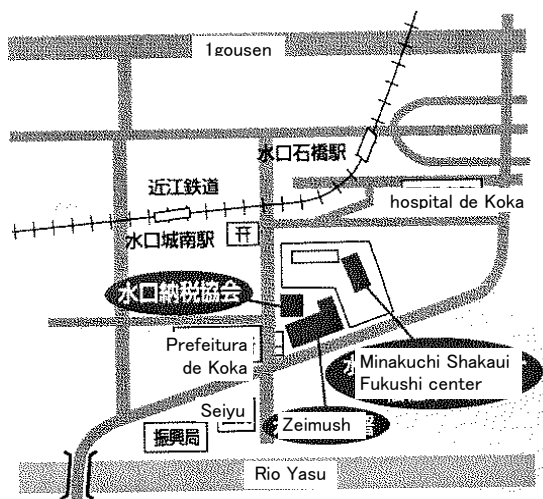 1gousen
水口石橋駅
近江鉄道
hospital de Koka
水口城南駅
水口納税協会
Prefeitura
de Koka
Minakuchi Shakaui
Fukushi center
Seiyu
Zeimush
振興局
Rio Yasu